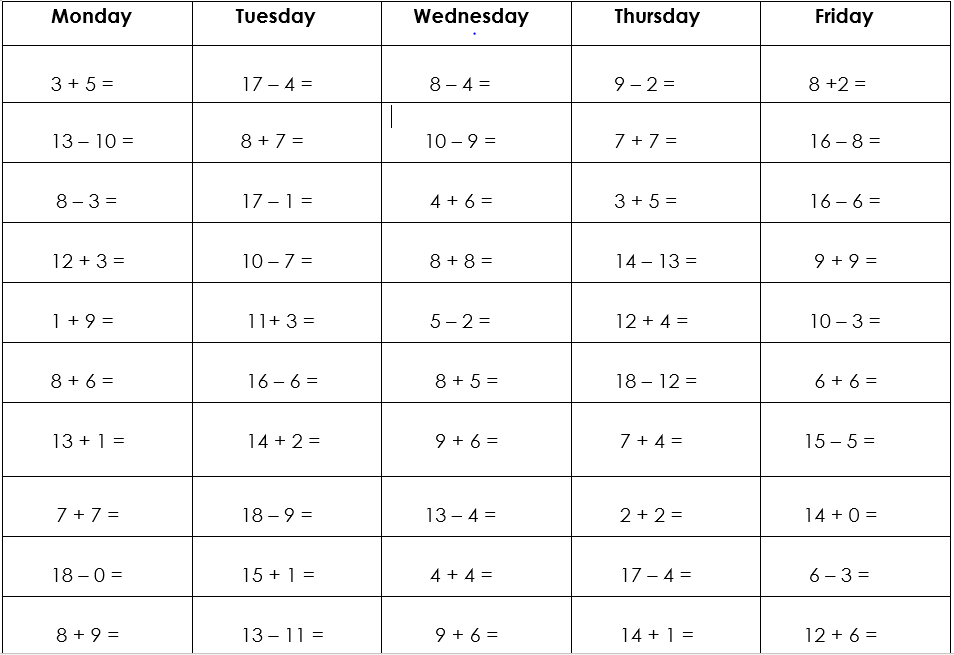 Monday Tuesday Wednesday Thursday Friday
3 + 5 = 17 – 4 = 8 – 4 = 9 – 2 = 8 +2 =
13 – 10 = 8 + 7 = 10 – 9 = 7 + 7 = 16 – 8 =
8 – 3 = 17 – 1 = 4 + 6 = 3 + 5 = 16 – 6 =
12 + 3 = 10 – 7 = 8 + 8 = 14 – 13 = 9 + 9 =
1 + 9 = 11+ 3 = 5 – 2 = 12 + 4 = 10 – 3 =
8 + 6 = 16 – 6 = 8 + 5 = 18 – 12 = 6 + 6 =
13 + 1 = 14 + 2 = 9 + 6 = 7 + 4 = 15 – 5 =
7 + 7 = 18 – 9 = 13 – 4 = 2 + 2 = 14 + 0 =
18 – 0 = 15 + 1 = 4 + 4 = 17 – 4 = 6 – 3 =
8 + 9 = 13 – 11 = 9 + 6 = 14 + 1 = 12 + 6 =